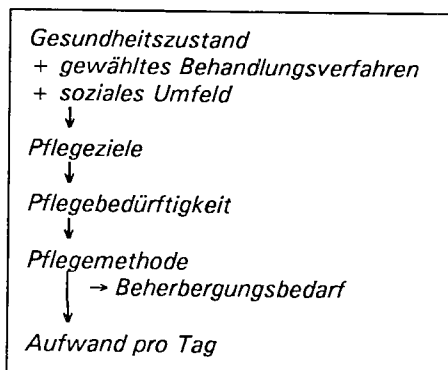 Gesundheitszustand
+ gewähltes Behandlungsverfahren
+ soziales Umfeld
↓
Pflegeziele
↓
Pflegebedürftigkeit
↓
Pflegemethode
→ Beherbergungsbedarf
↓
Aufwand pro Tag